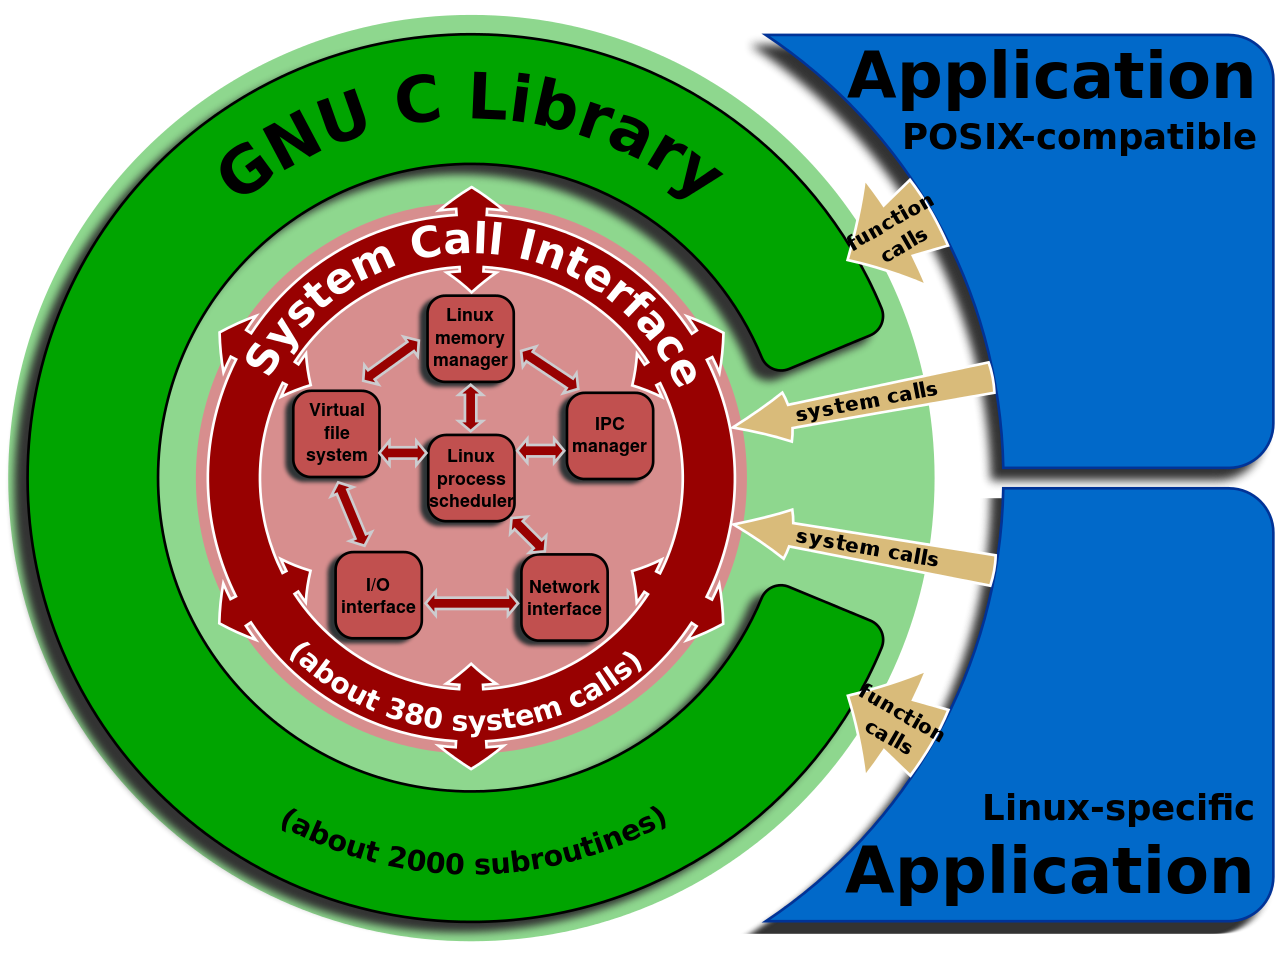 GNU C Library
Application
POSIX-compatible
function
calls
System Call Interface
Linux
memory
manager
system calls
Virtual
file
system
IPC
manager
Linux
process
scheduler
system calls
I/O
interface
Network
interface
(about 380 system calls)
function
calls
(about 2000 subroutines)
Linux-specific
Application